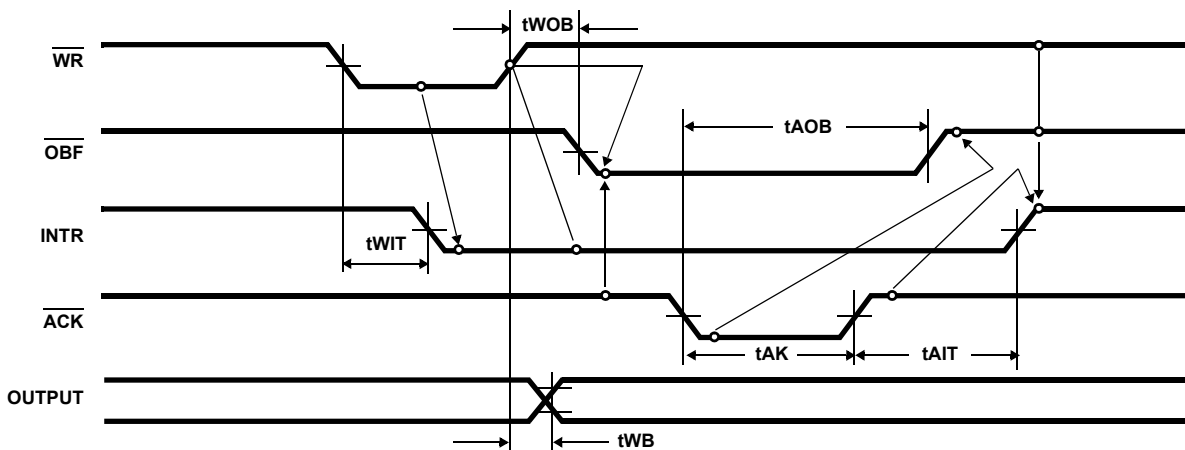 tWOB
WR
tAOB
OBF
INTR
tWIT
ACK
tAK
tAIT
OUTPUT
tWB